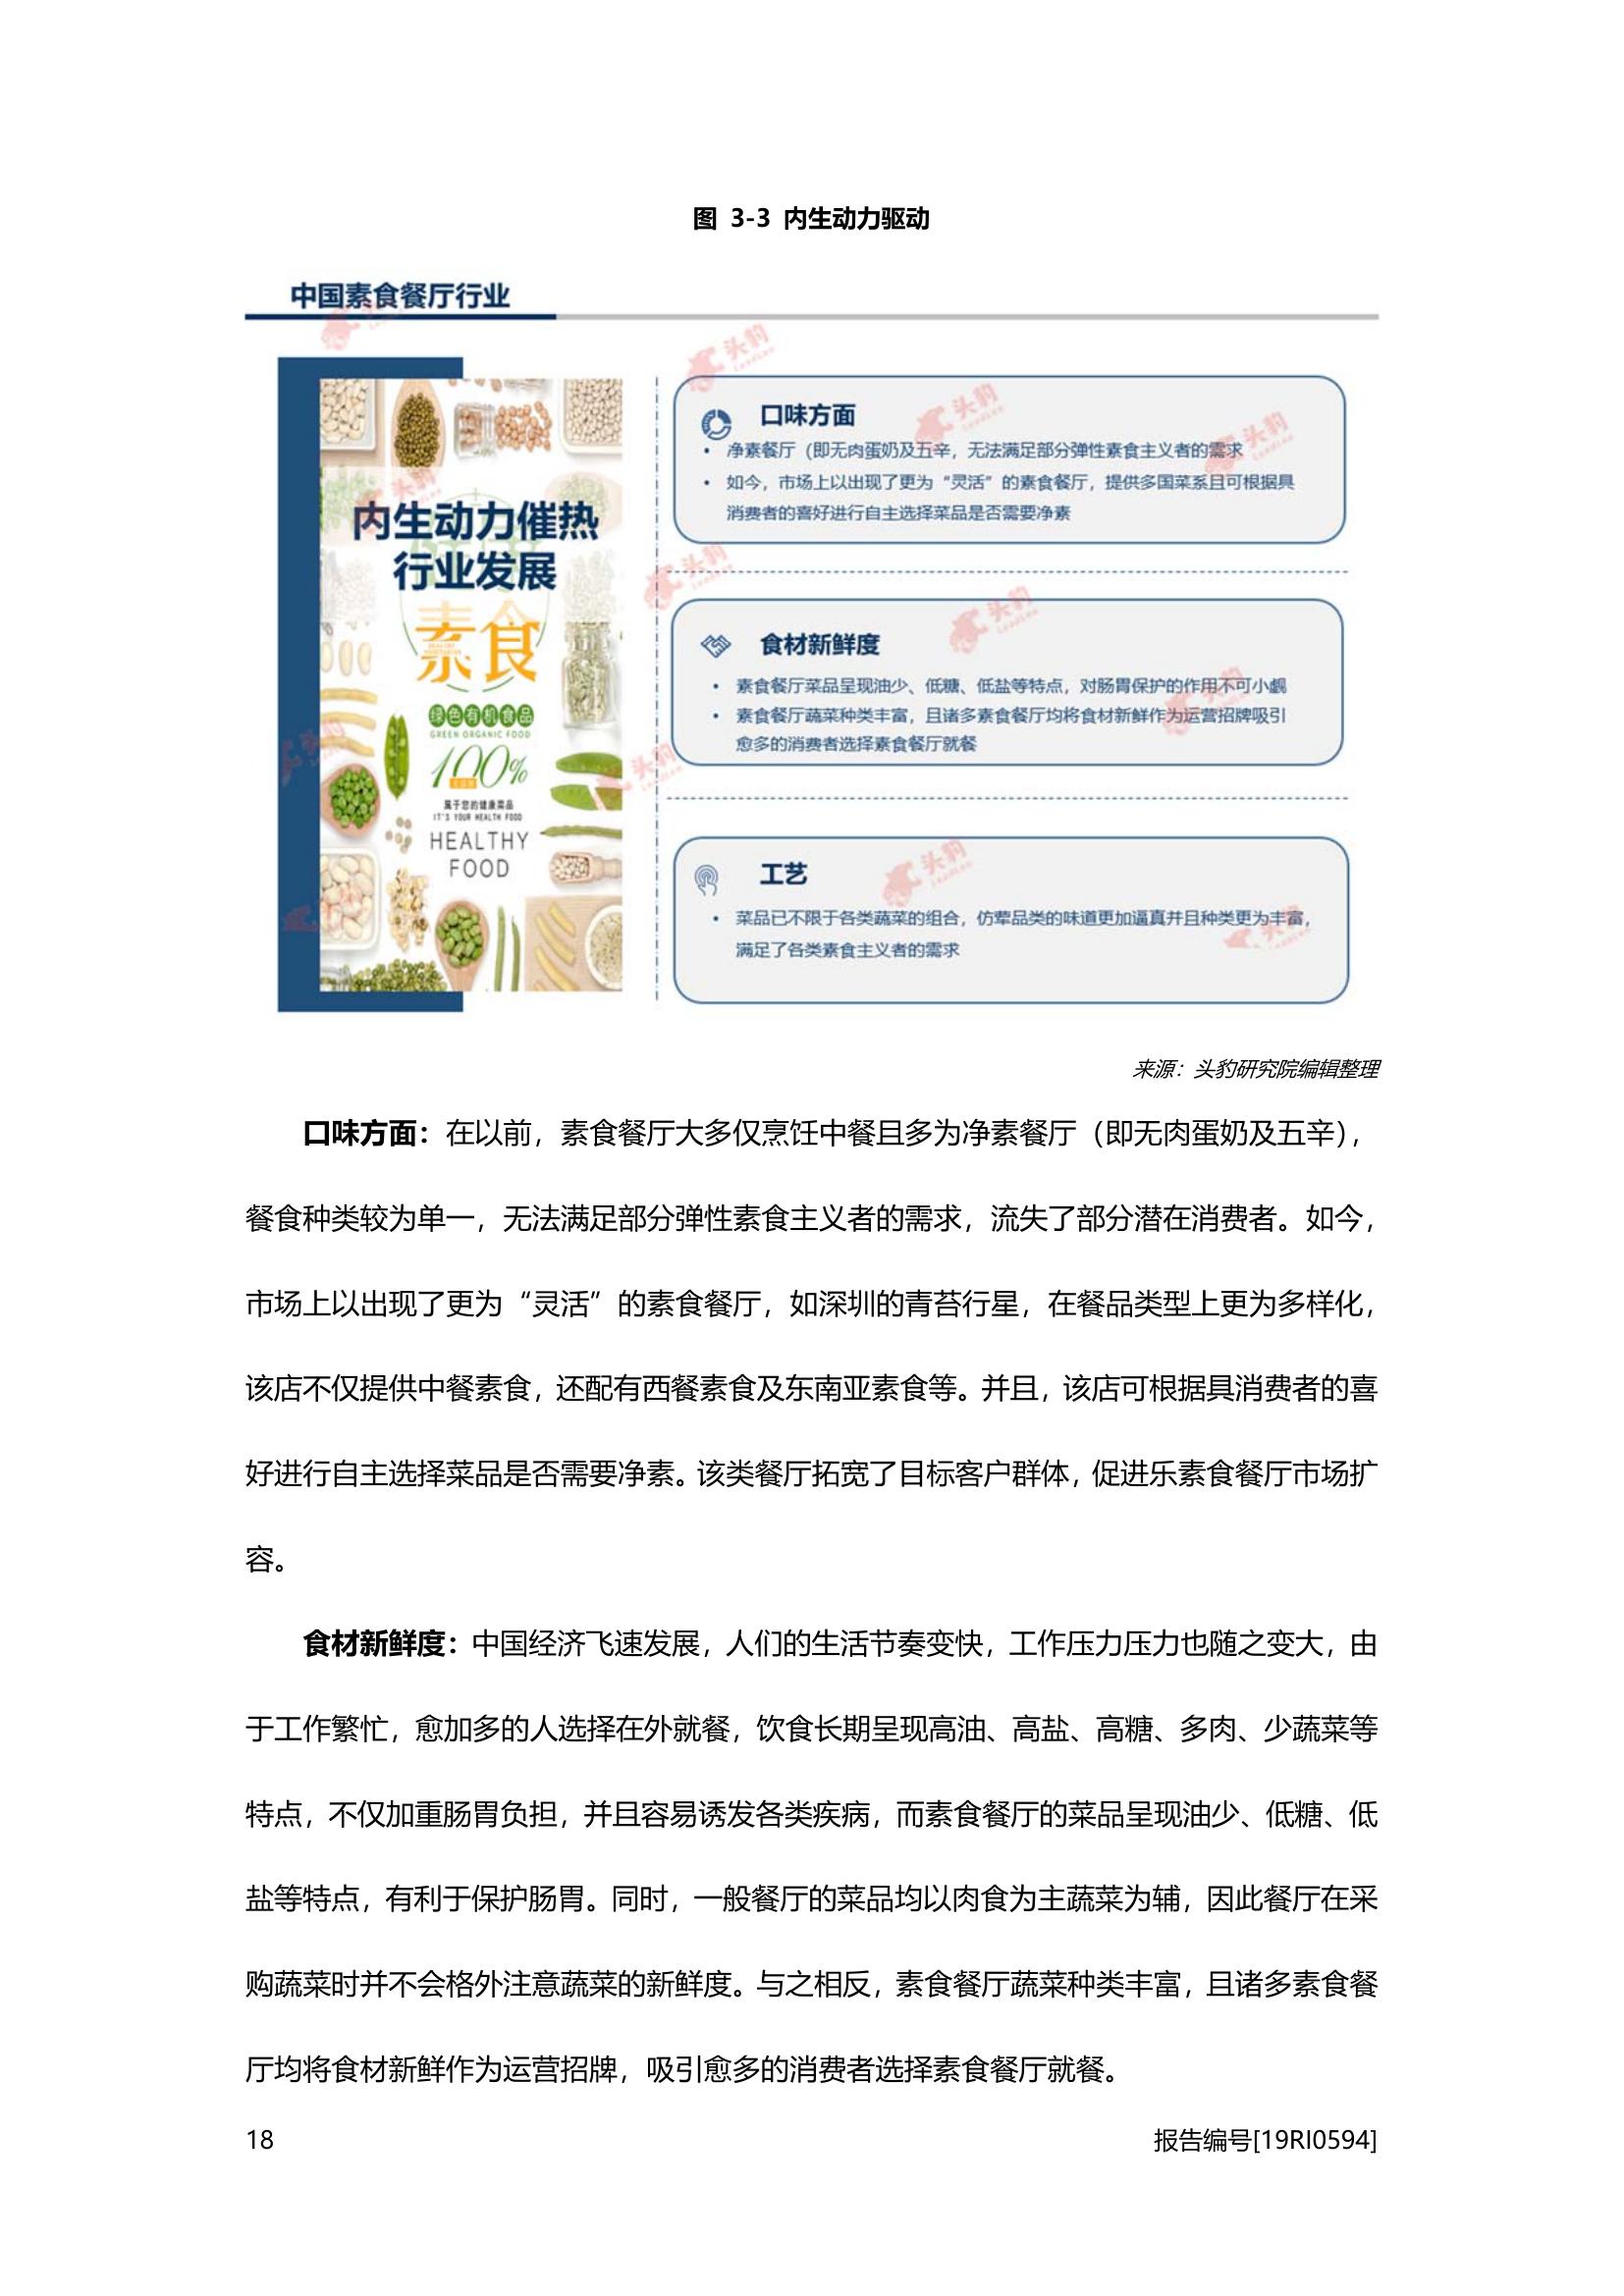 图 3-3 内生动力驱动
中国素食餐厅行业
内生动力催热
行业发展
素食
绿色有机食品
GREEN ORGANIC FOOD
100%
属于您的健康菜品
IT'S YOUR HEALTH FOOD
HEALTHY
FOOD
口味方面
• 净素餐厅（即无肉蛋奶及五辛，无法满足部分弹性素食主义者的需求
• 如今，市场上以出现了更为“灵活”的素食餐厅，提供多国菜系且可根据具
消费者的喜好进行自主选择菜品是否需要净素
食材新鲜度
• 素食餐厅菜品呈现油少、低糖、低盐等特点，对肠胃保护的作用不可小觑
• 素食餐厅蔬菜种类丰富，且诸多素食餐厅均将食材新鲜作为运营招牌吸引
愈多的消费者选择素食餐厅就餐
工艺
• 菜品已不限于各类蔬菜的组合，仿荤品类的味道更加逼真并且种类更为丰富，
满足了各类素食主义者的需求
头豹
来源：头豹研究院编辑整理
口味方面：在以前，素食餐厅大多仅烹饪中餐且多为净素餐厅（即无肉蛋奶及五辛），
餐食种类较为单一，无法满足部分弹性素食主义者的需求，流失了部分潜在消费者。如今，
市场上以出现了更为“灵活”的素食餐厅，如深圳的青苔行星，在餐品类型上更为多样化，
该店不仅提供中餐素食，还配有西餐素食及东南亚素食等。并且，该店可根据具消费者的喜
好进行自主选择菜品是否需要净素。该类餐厅拓宽了目标客户群体，促进乐素食餐厅市场扩
容。
食材新鲜度：中国经济飞速发展，人们的生活节奏变快，工作压力压力也随之变大，由
于工作繁忙，愈加多的人选择在外就餐，饮食长期呈现高油、高盐、高糖、多肉、少蔬菜等
特点，不仅加重肠胃负担，并且容易诱发各类疾病，而素食餐厅的菜品呈现油少、低糖、低
盐等特点，有利于保护肠胃。同时，一般餐厅的菜品均以肉食为主蔬菜为辅，因此餐厅在采
购蔬菜时并不会格外注意蔬菜的新鲜度。与之相反，素食餐厅蔬菜种类丰富，且诸多素食餐
厅均将食材新鲜作为运营招牌，吸引愈多的消费者选择素食餐厅就餐。
18
报告编号[19RI0594]